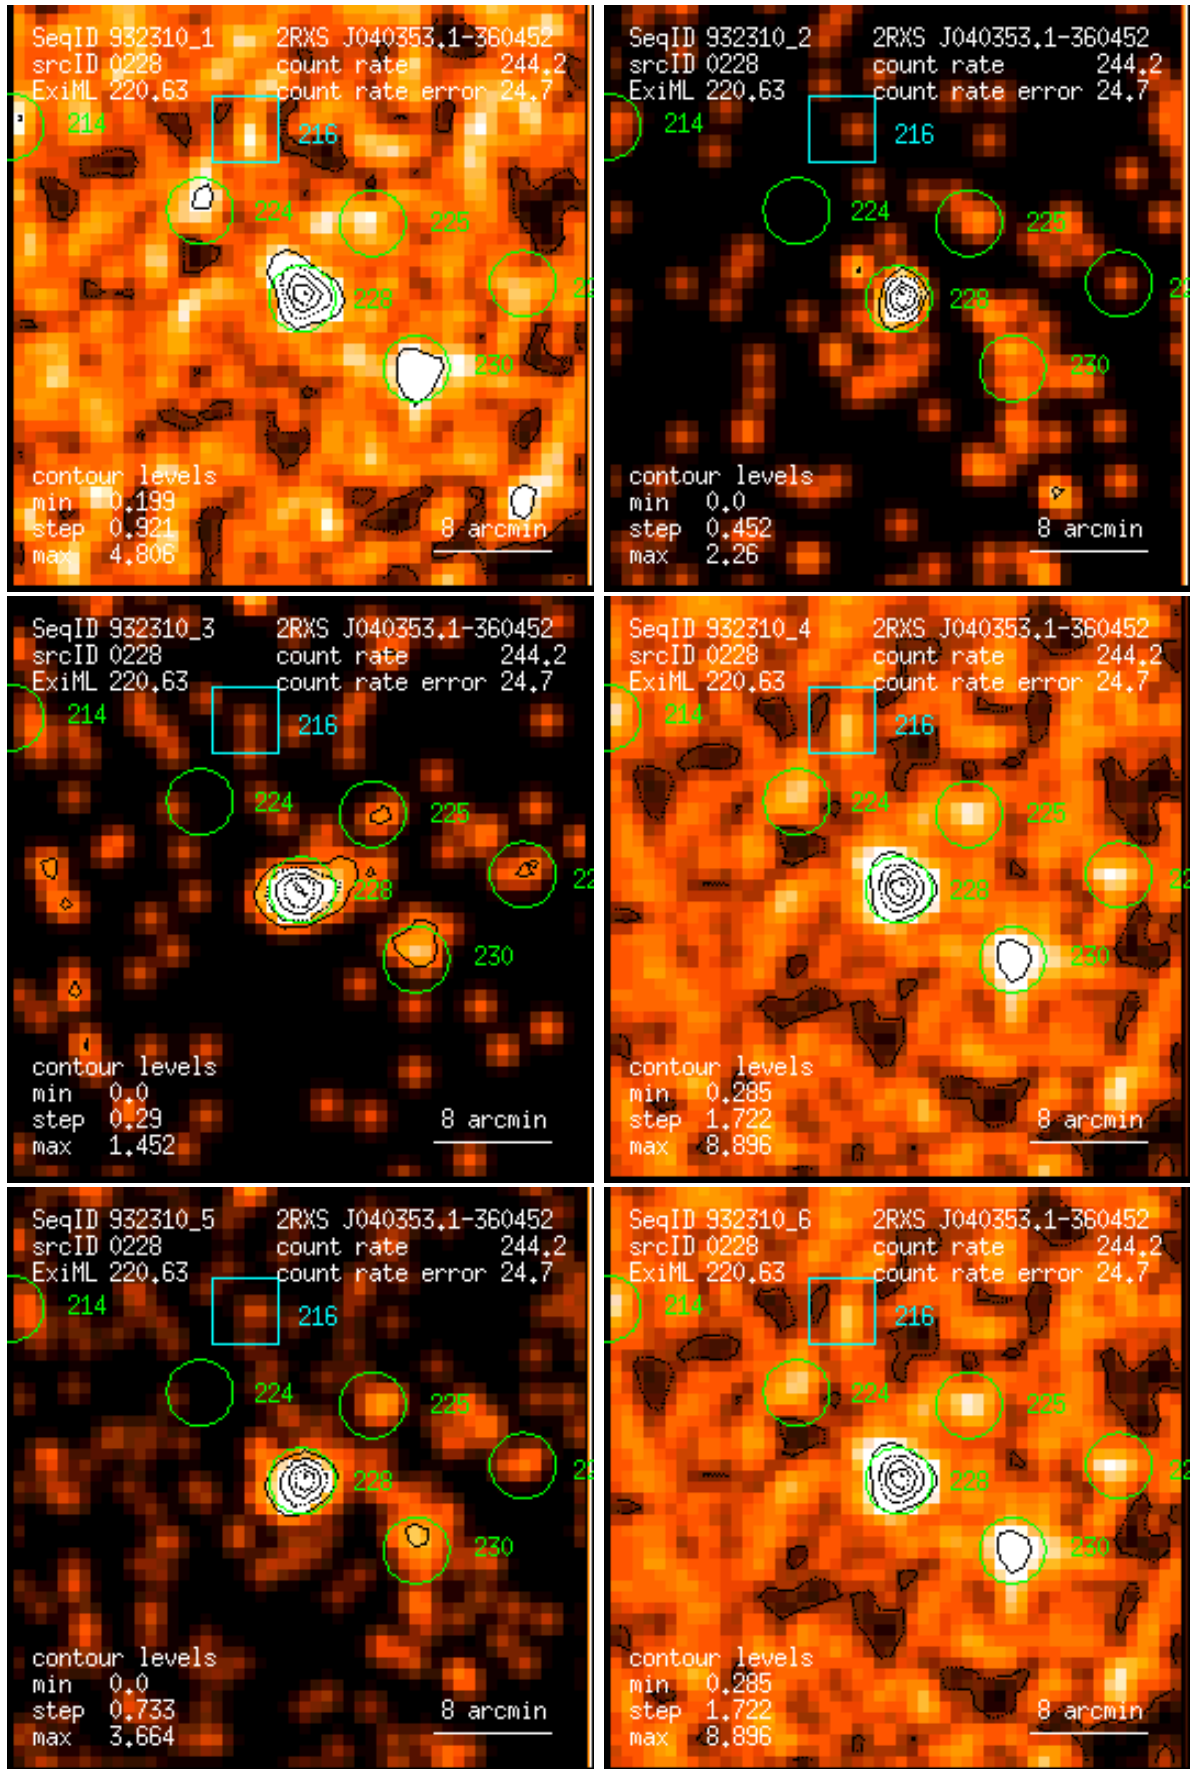 SeqID 932310_1 2RXS J040353.1-360452
srcID 0228 count rate 244.2
ExiML 220.63 count rate error 24.7
214
216
224
225
22
228
230
contour levels
min 0.199
step 0.921
max 4.806
8 arcmin
SeqID 932310_2 2RXS J040353.1-360452
srcID 0228 count rate 244.2
ExiML 220.63 count rate error 24.7
214
216
224
225
2
228
230
contour levels
min 0.0
step 0.452
max 2.26
8 arcmin
SeqID 932310_3 2RXS J040353.1-360452
srcID 0228 count rate 244.2
ExiML 220.63 count rate error 24.7
214
216
224
225
22
228
230
contour levels
min 0.0
step 0.29
max 1.452
8 arcmin
SeqID 932310_4 2RXS J040353.1-360452
srcID 0228 count rate 244.2
ExiML 220.63 count rate error 24.7
214
216
224
225
2
228
230
contour levels
min 0.285
step 1.722
max 8.896
8 arcmin
SeqID 932310_5 2RXS J040353.1-360452
srcID 0228 count rate 244.2
ExiML 220.63 count rate error 24.7
214
216
224
225
22
228
230
contour levels
min 0.0
step 0.733
max 3.664
8 arcmin
SeqID 932310_6 2RXS J040353.1-360452
srcID 0228 count rate 244.2
ExiML 220.63 count rate error 24.7
214
216
224
225
2
228
230
contour levels
min 0.285
step 1.722
max 8.896
8 arcmin